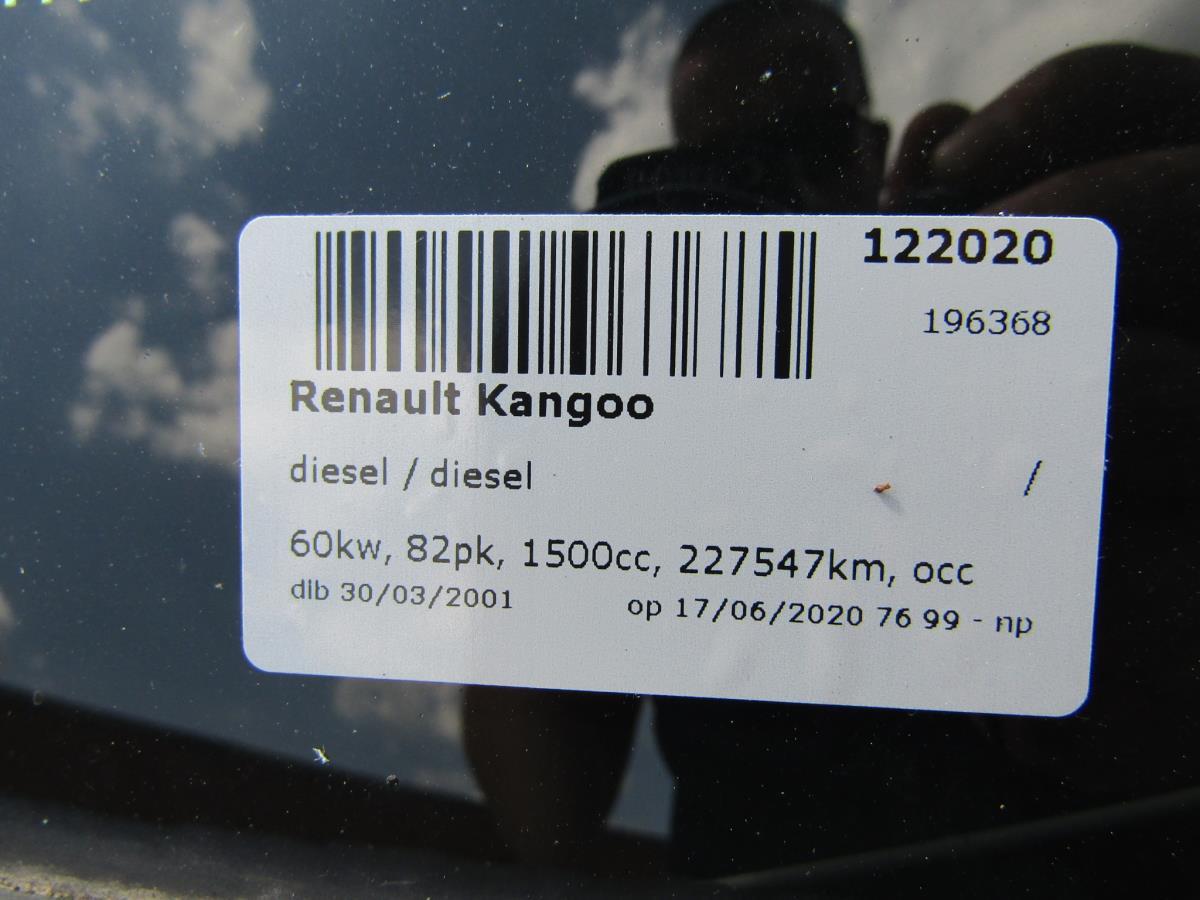 122020
196368
Renault Kangoo
diesel / diesel /
60kw, 82pk, 1500cc, 227547km, occ
dib 30/03/2001 op 17/06/2020 76 99 - np